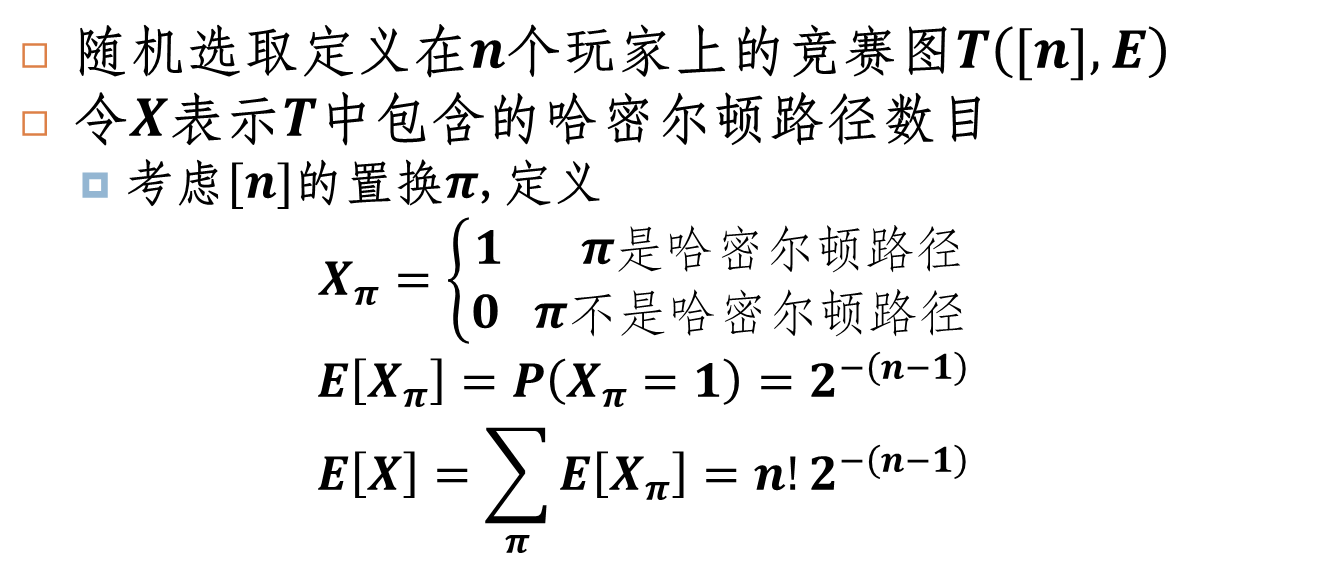 随机选取定义在n个玩家上的竞赛图T([n], E)
令X表示T中包含的哈密尔顿路径数目
考虑[n]的置换π, 定义
X_π = { 1 π是哈密尔顿路径
0 π不是哈密尔顿路径
E[X_π] = P(X_π = 1) = 2^{-(n-1)}
E[X] = ∑_π E[X_π] = n! 2^{-(n-1)}